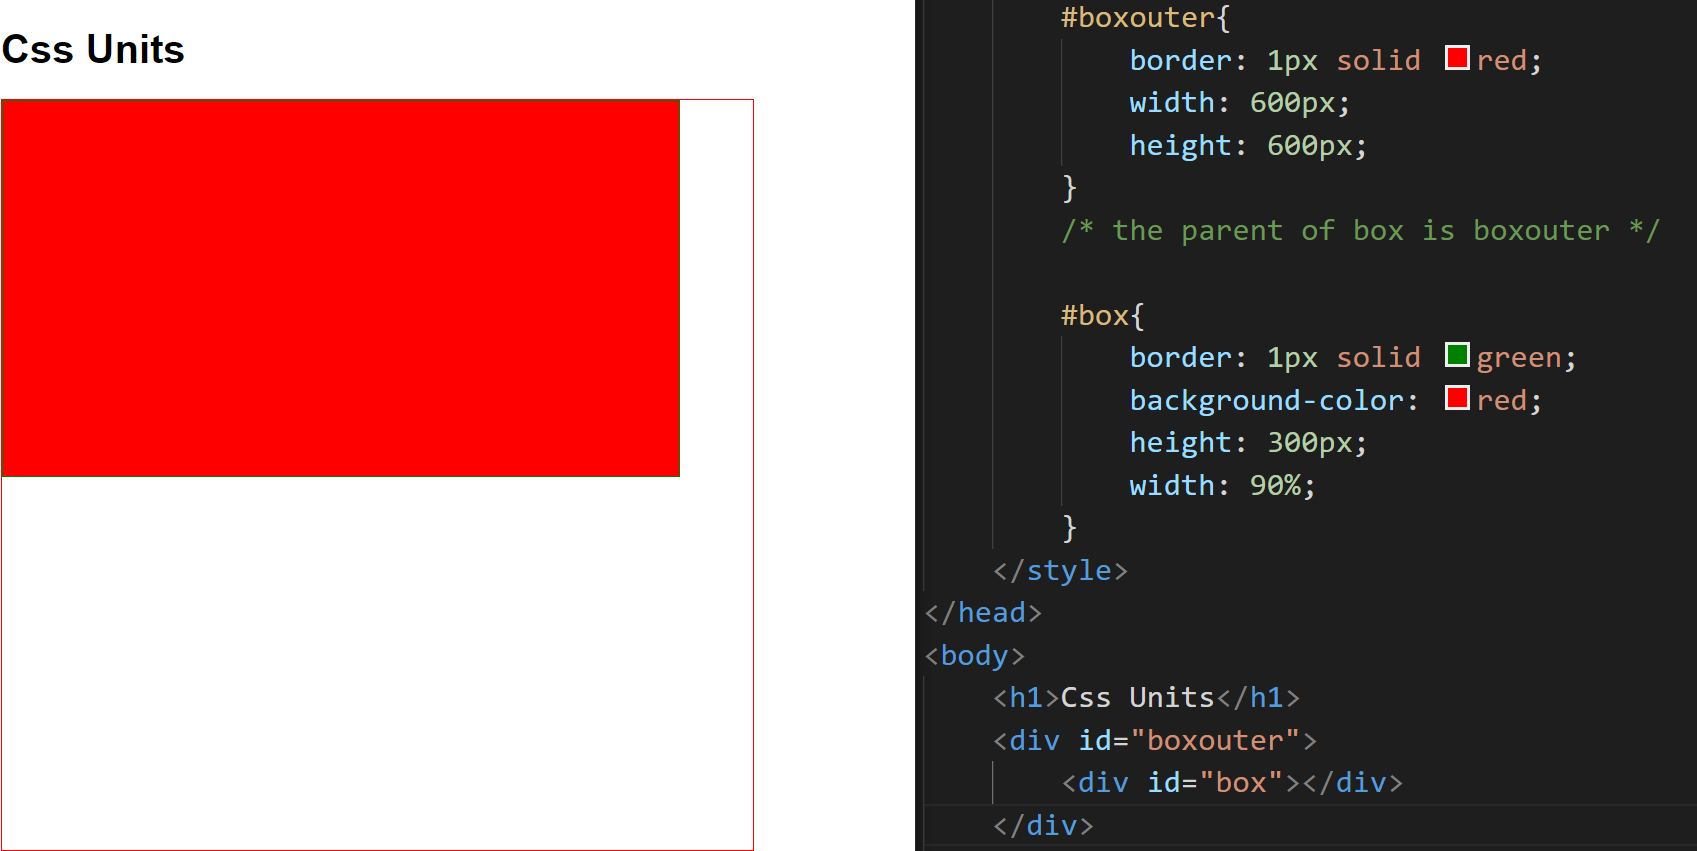 Css Units
#boxouter{
border: 1px solid red;
width: 600px;
height: 600px;
}
/* the parent of box is boxouter */
#box{
border: 1px solid green;
background-color: red;
height: 300px;
width: 90%;
}
</style>
</head>
<body>
<h1>Css Units</h1>
<div id="boxouter">
<div id="box"></div>
</div>